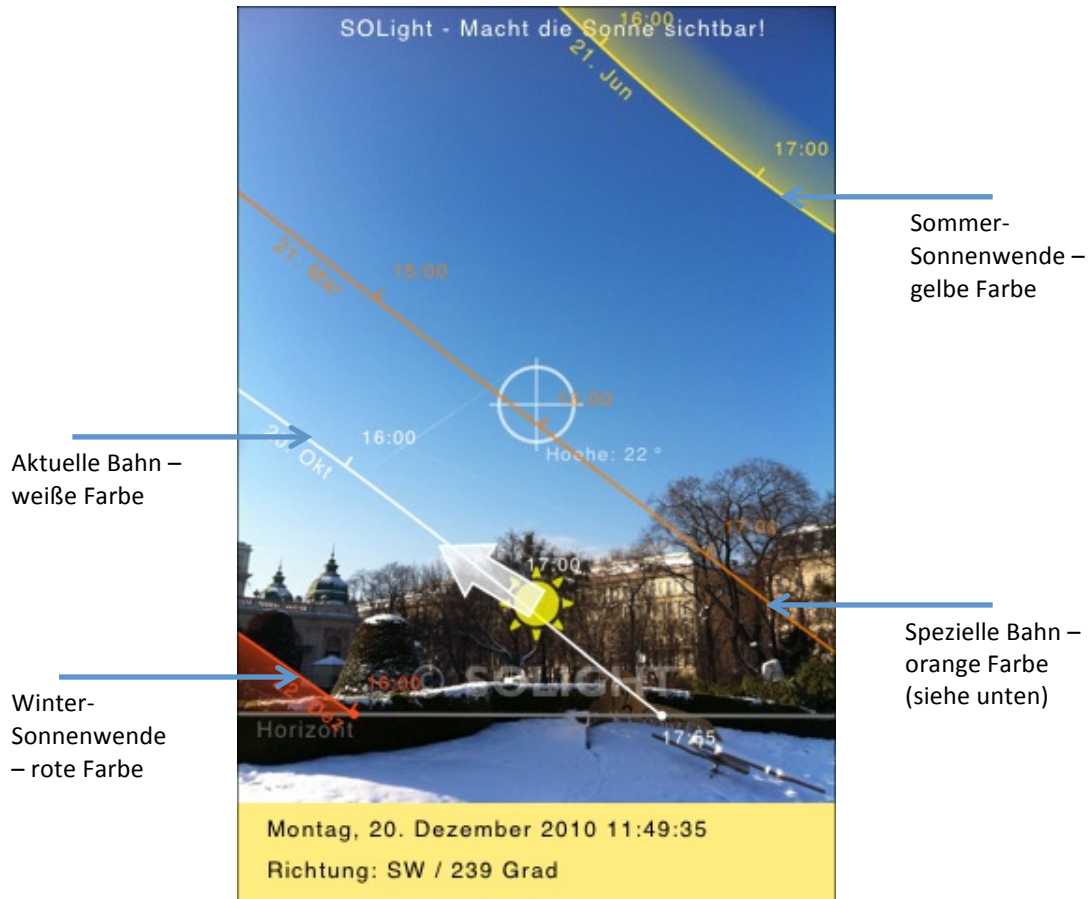 SOLight - Macht die Sonne sichtbar!
16:00
21. Jun
17:00
Sommer-
Sonnenwende –
gelbe Farbe
21. Mar
15:00
16:00
Hoehe: 22 °
20. Okt
16:00
Aktuelle Bahn –
weiße Farbe
17:00
17:00
Spezielle Bahn –
orange Farbe
(siehe unten)
16:00
© SOLIGHT
Dez
Winter-
Sonnenwende
– rote Farbe
Horizont
Montag, 20. Dezember 2010 11:49:35
Richtung: SW / 239 Grad